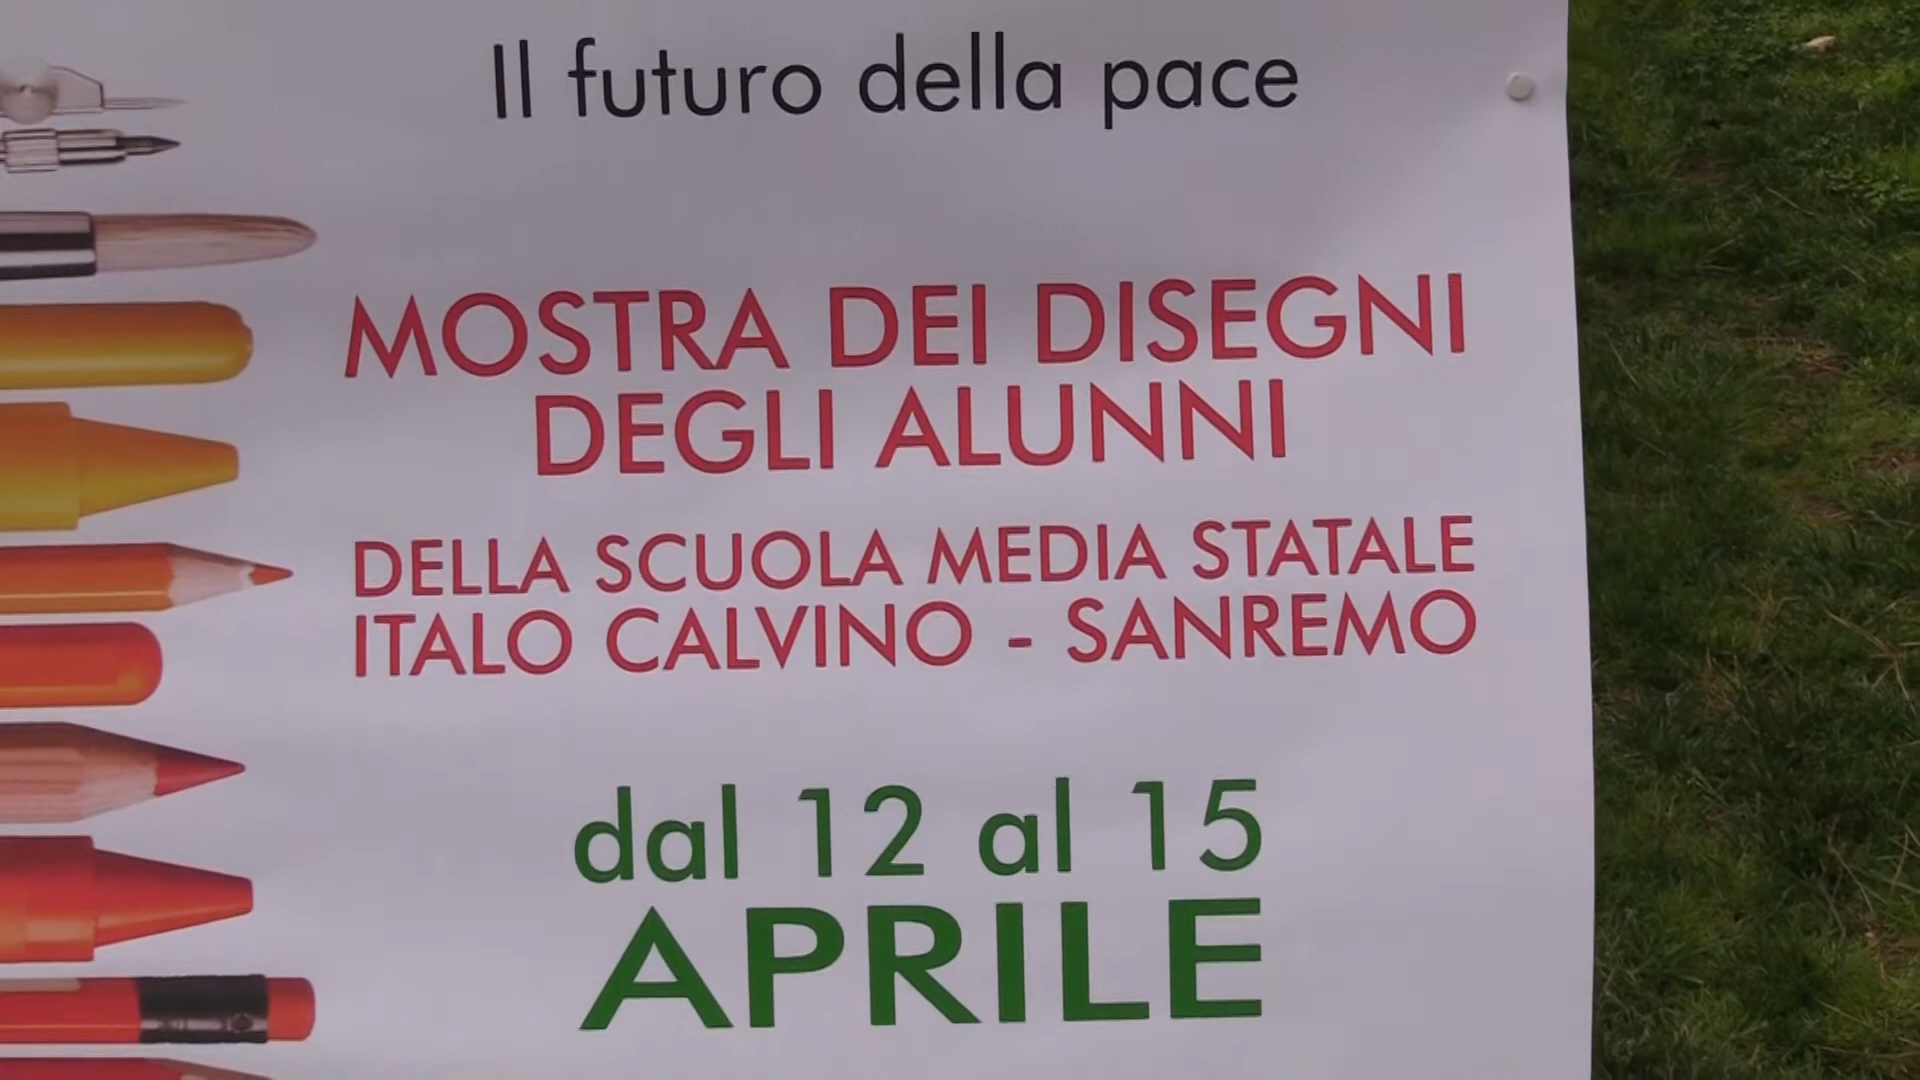 Il futuro della pace
MOSTRA DEI DISEGNI
DEGLI ALUNNI
DELLA SCUOLA MEDIA STATALE
ITALO CALVINO - SANREMO
dal 12 al 15
APRILE